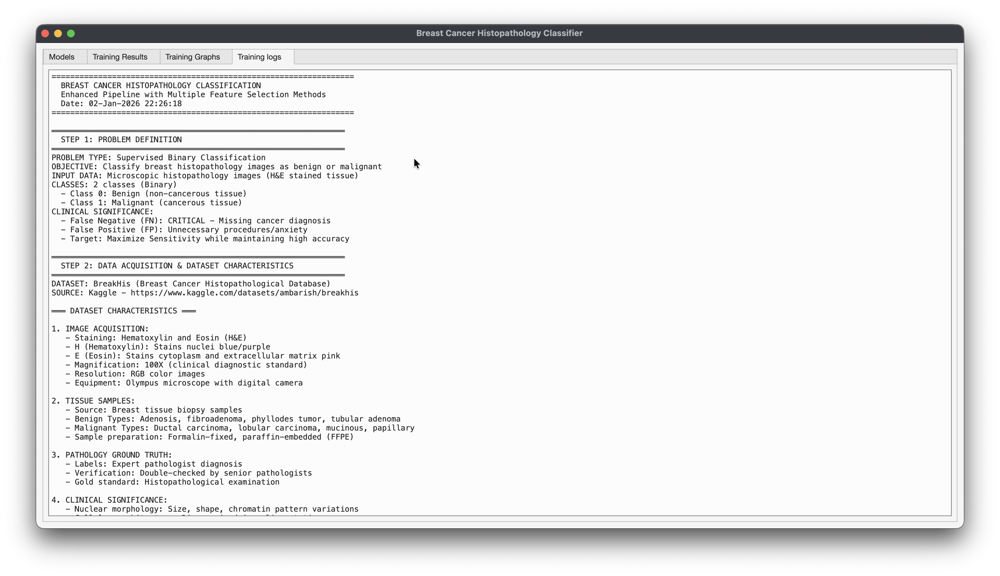 Breast Cancer Histopathology Classifier
Models
Training Results
Training Graphs
Training logs
=================================================================
  BREAST CANCER HISTOPATHOLOGY CLASSIFICATION
  Enhanced Pipeline with Multiple Feature Selection Methods
  Date: 02-Jan-2026 22:26:18
=================================================================
═══════════════════════════════════════════════════════════════
  STEP 1: PROBLEM DEFINITION
═══════════════════════════════════════════════════════════════
PROBLEM TYPE: Supervised Binary Classification
OBJECTIVE: Classify breast histopathology images as benign or malignant
INPUT DATA: Microscopic histopathology images (H&E stained tissue)
CLASSES: 2 classes (Binary)
  - Class 0: Benign (non-cancerous tissue)
  - Class 1: Malignant (cancerous tissue)
CLINICAL SIGNIFICANCE:
  - False Negative (FN): CRITICAL - Missing cancer diagnosis
  - False Positive (FP): Unnecessary procedures/anxiety
  - Target: Maximize Sensitivity while maintaining high accuracy
═══════════════════════════════════════════════════════════════
  STEP 2: DATA ACQUISITION & DATASET CHARACTERISTICS
═══════════════════════════════════════════════════════════════
DATASET: BreakHis (Breast Cancer Histopathological Database)
SOURCE: Kaggle - https://www.kaggle.com/datasets/ambarish/breakhis
═══ DATASET CHARACTERISTICS ═══
1. IMAGE ACQUISITION:
   - Staining: Hematoxylin and Eosin (H&E)
   - H (Hematoxylin): Stains nuclei blue/purple
   - E (Eosin): Stains cytoplasm and extracellular matrix pink
   - Magnification: 100X (clinical diagnostic standard)
   - Resolution: RGB color images
   - Equipment: Olympus microscope with digital camera
2. TISSUE SAMPLES:
   - Source: Breast tissue biopsy samples
   - Benign Types: Adenosis, fibroadenoma, phyllodes tumor, tubular adenoma
   - Malignant Types: Ductal carcinoma, lobular carcinoma, mucinous, papillary
   - Sample preparation: Formalin-fixed, paraffin-embedded (FFPE)
3. PATHOLOGY GROUND TRUTH:
   - Labels: Expert pathologist diagnosis
   - Verification: Double-checked by senior pathologists
   - Gold standard: Histopathological examination
4. CLINICAL SIGNIFICANCE:
   - Nuclear morphology: Size, shape, chromatin pattern variations